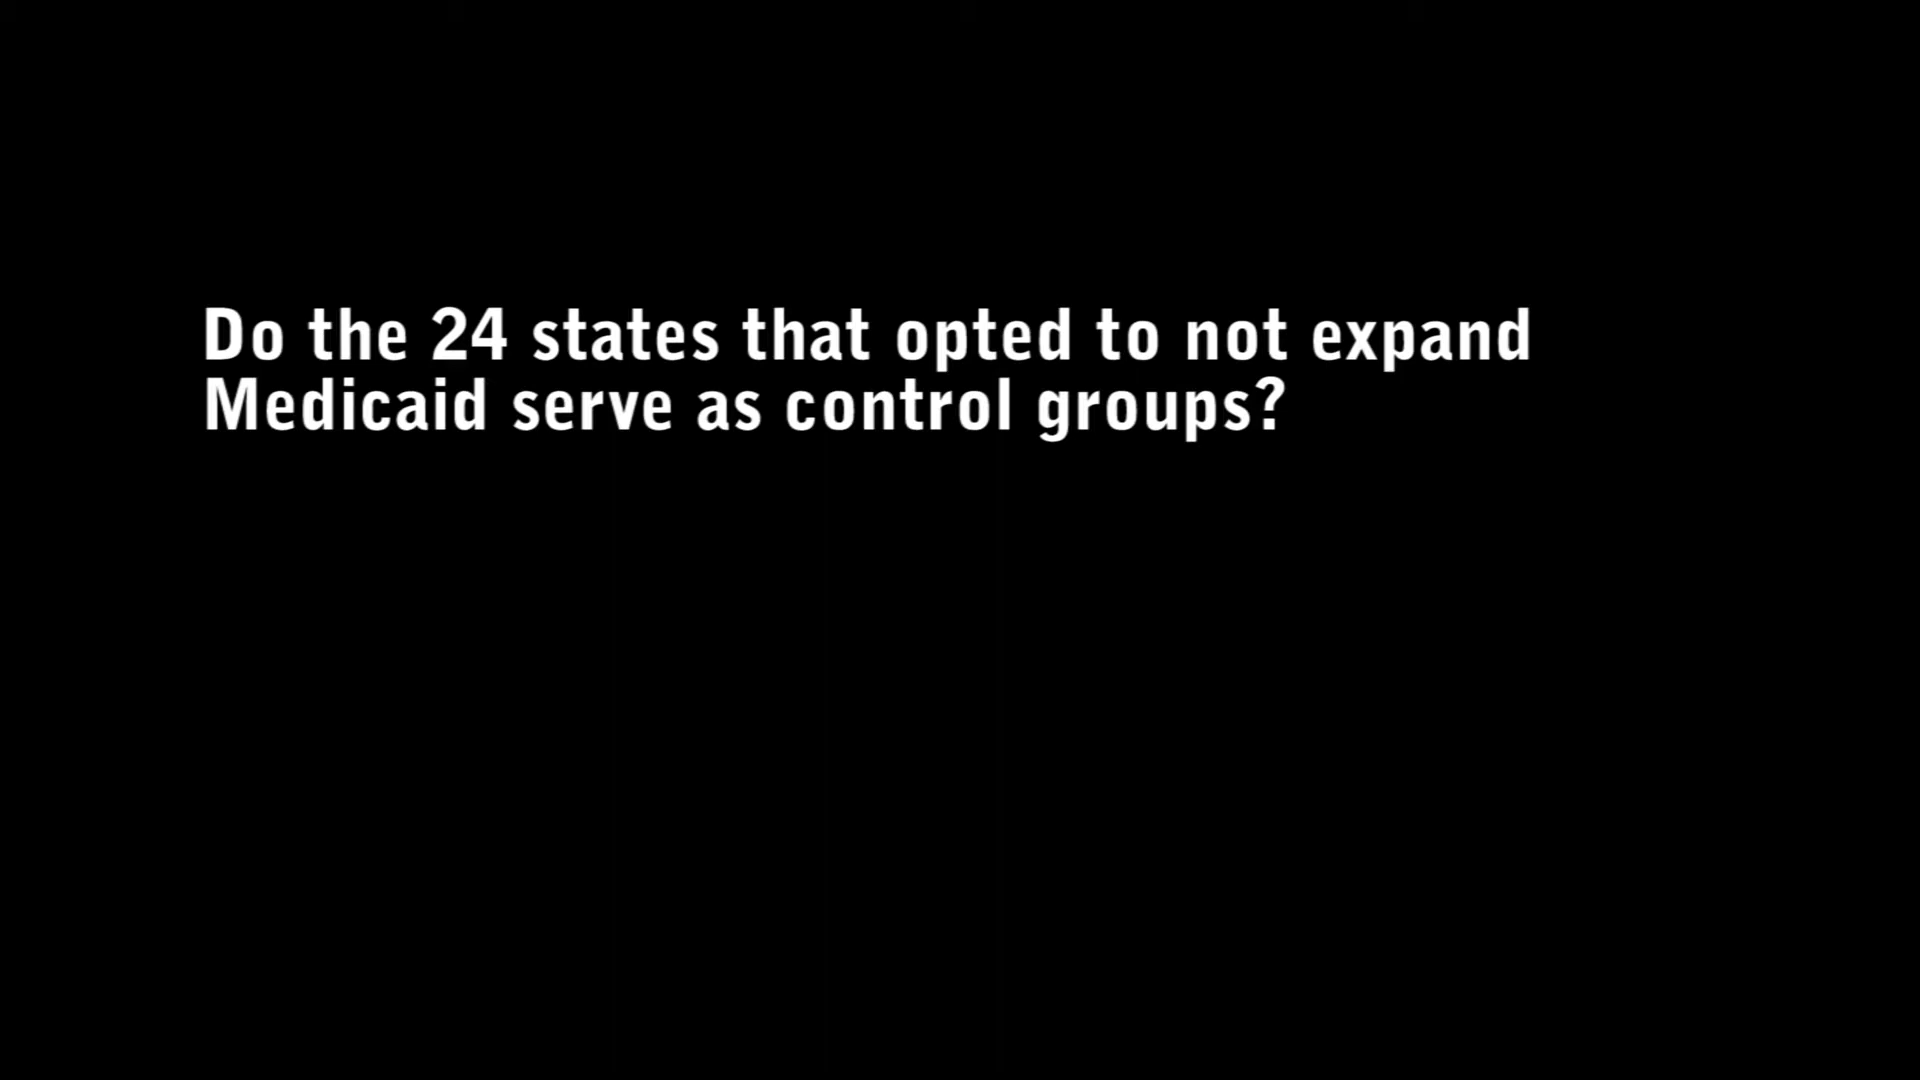 Do the 24 states that opted to not expand
Medicaid serve as control groups?